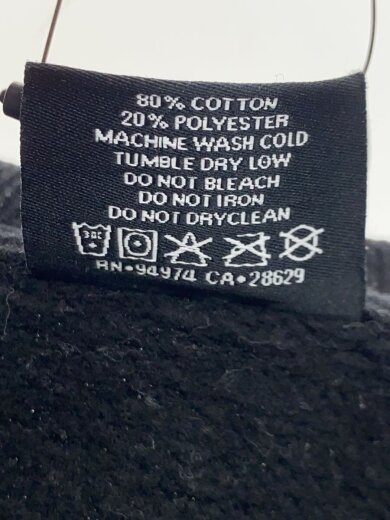 80% COTTON
20% POLYESTER
MACHINE WASH COLD
TUMBLE DRY LOW
DO NOT BLEACH
DO NOT IRON
DO NOT DRYCLEAN
RN•94974 CA•28629